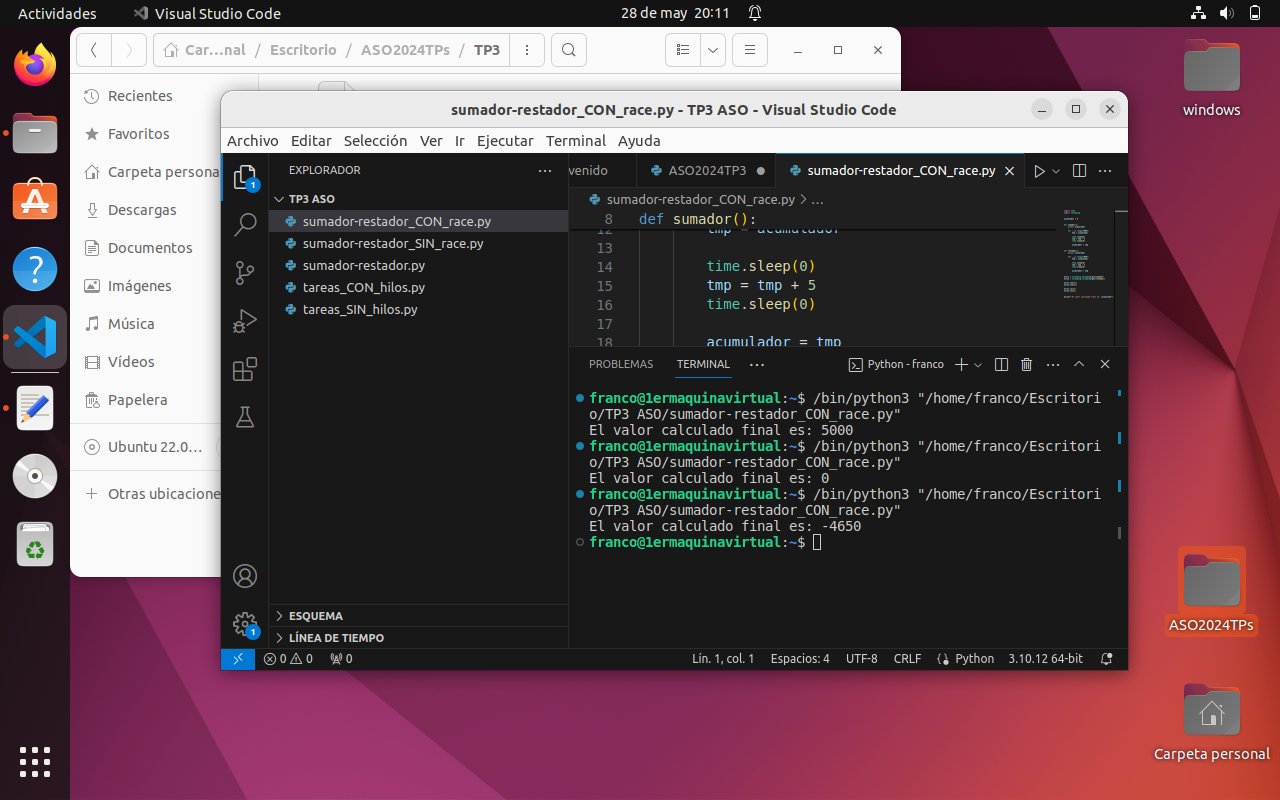 Actividades
Visual Studio Code
28 de may 20:11
Car…nal / Escritorio / ASO2024TPs / TP3
Recientes
Favoritos
Carpeta persona
Descargas
Documentos
Imágenes
Música
Vídeos
Papelera
Ubuntu 22.0…
Otras ubicacione
sumador-restador_CON_race.py - TP3 ASO - Visual Studio Code
Archivo Editar Selección Ver Ir Ejecutar Terminal Ayuda
EXPLORADOR
TP3 ASO
sumador-restador_CON_race.py
sumador-restador_SIN_race.py
sumador-restador.py
tareas_CON_hilos.py
tareas_SIN_hilos.py
ESQUEMA
LÍNEA DE TIEMPO
1
1
venido
ASO2024TP3
sumador-restador_CON_race.py
sumador-restador_CON_race.py > …
8 def sumador():
12 tmp = acumulador
13
14 time.sleep(0)
15 tmp = tmp + 5
16 time.sleep(0)
17
18 acumulador = tmp
PROBLEMAS TERMINAL
Python - franco
franco@1ermaquinavirtual:~$ /bin/python3 "/home/franco/Escritori
o/TP3 ASO/sumador-restador_CON_race.py"
El valor calculado final es: 5000
franco@1ermaquinavirtual:~$ /bin/python3 "/home/franco/Escritori
o/TP3 ASO/sumador-restador_CON_race.py"
El valor calculado final es: 0
franco@1ermaquinavirtual:~$ /bin/python3 "/home/franco/Escritori
o/TP3 ASO/sumador-restador_CON_race.py"
El valor calculado final es: -4650
franco@1ermaquinavirtual:~$
0 0 0
Lín. 1, col. 1 Espacios: 4 UTF-8 CRLF Python 3.10.12 64-bit
windows
ASO2024TPs
Carpeta personal